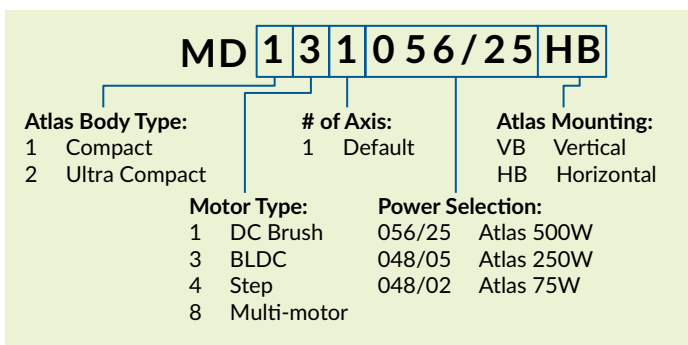 MD 1 3 1 056/25 HB
Atlas Body Type:
1 Compact
2 Ultra Compact
# of Axis:
1 Default
Atlas Mounting:
VB Vertical
HB Horizontal
Motor Type:
1 DC Brush
3 BLDC
4 Step
8 Multi-motor
Power Selection:
056/25 Atlas 500W
048/05 Atlas 250W
048/02 Atlas 75W